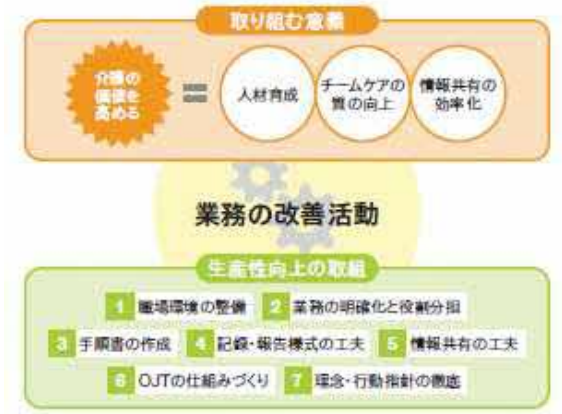 取り組む意義
介護の
価値を
高める
=
人材育成
チームケアの
質の向上
情報共有の
効率化
業務の改善活動
生産性向上の取組
1 職場環境の整備 2 業務の明確化と役割分担
3 手順書の作成 4 記録・報告様式の工夫 5 情報共有の工夫
6 OJTの仕組みづくり 7 理念・行動指針の徹底